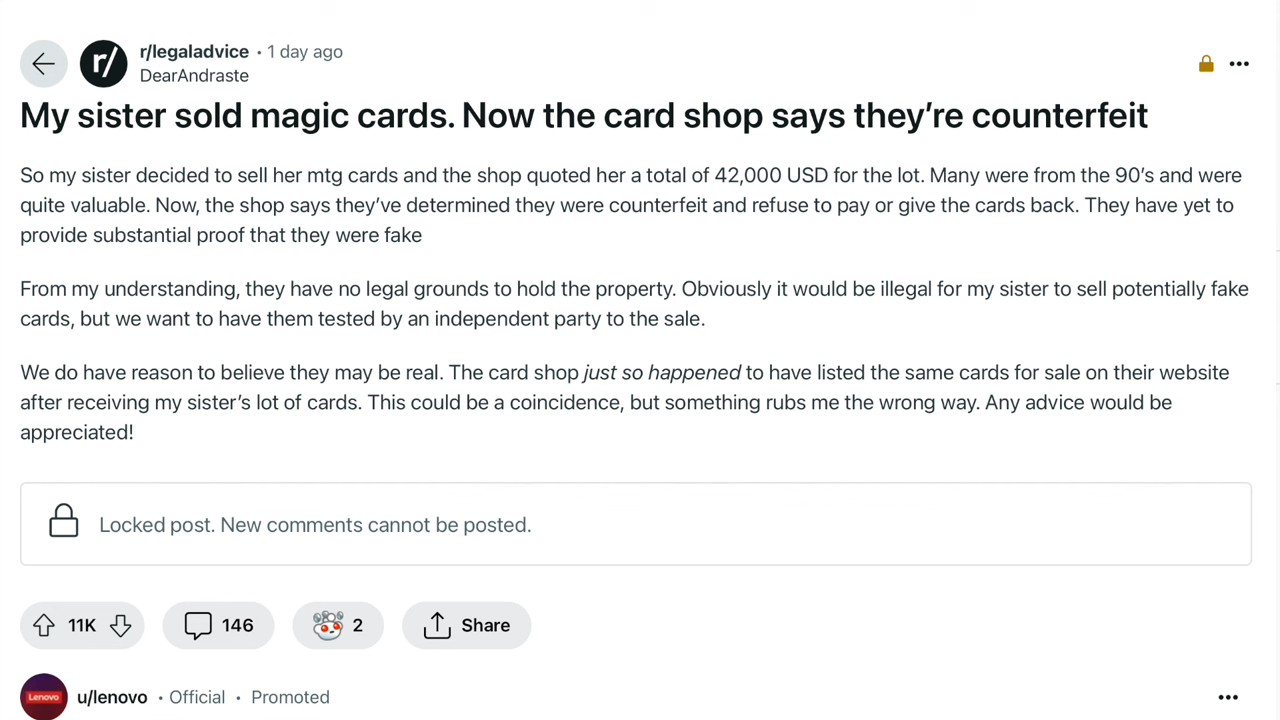 r/legaladvice • 1 day ago
DearAndraste
My sister sold magic cards. Now the card shop says they’re counterfeit
So my sister decided to sell her mtg cards and the shop quoted her a total of 42,000 USD for the lot. Many were from the 90’s and were
quite valuable. Now, the shop says they’ve determined they were counterfeit and refuse to pay or give the cards back. They have yet to
provide substantial proof that they were fake
From my understanding, they have no legal grounds to hold the property. Obviously it would be illegal for my sister to sell potentially fake
cards, but we want to have them tested by an independent party to the sale.
We do have reason to believe they may be real. The card shop just so happened to have listed the same cards for sale on their website
after receiving my sister’s lot of cards. This could be a coincidence, but something rubs me the wrong way. Any advice would be
appreciated!
Locked post. New comments cannot be posted.
11K 146 2 Share
Lenovo u/lenovo • Official • Promoted